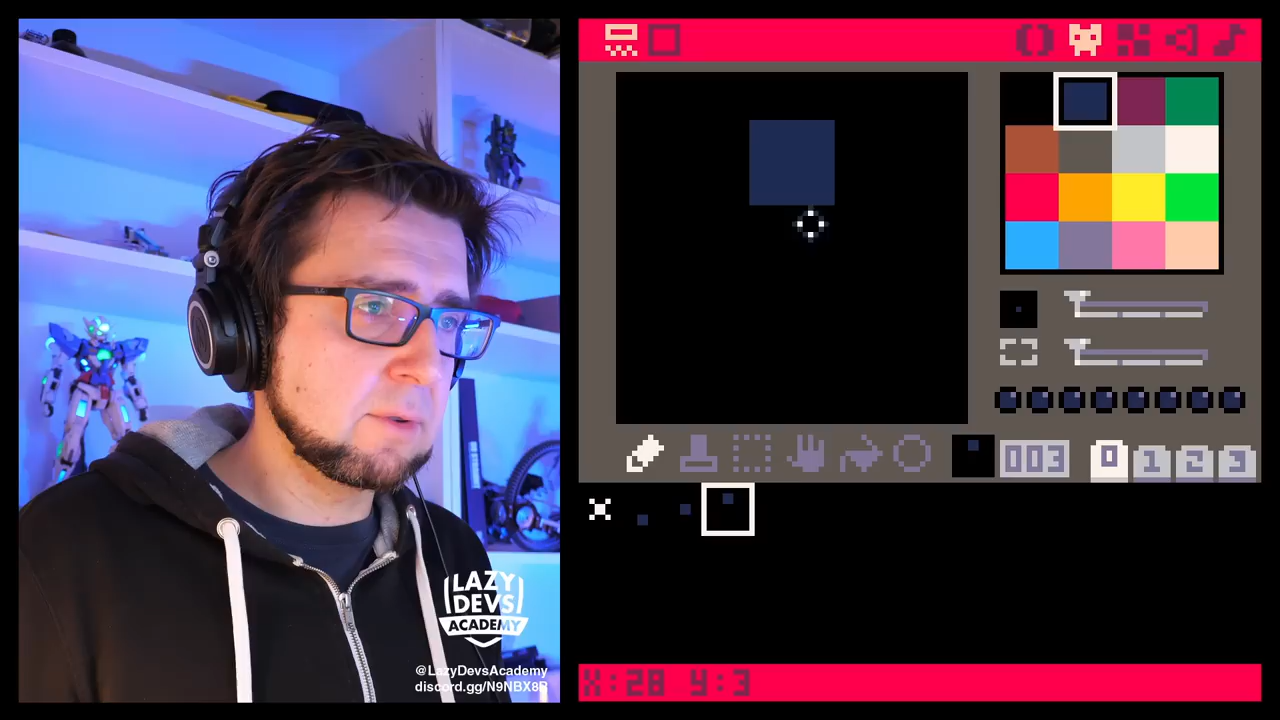 003
0 1 2 3
LAZY
DEVS
ACADEMY
@LazyDevsAcademy
discord.gg/N9NBX8R
X:28 Y:3